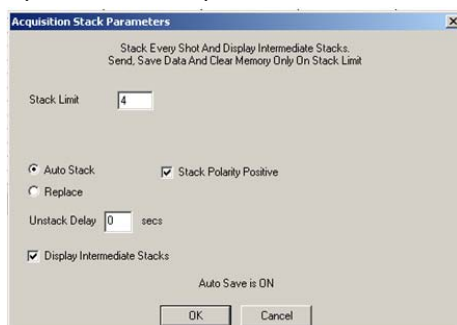 Acquisition Stack Parameters
Stack Every Shot And Display Intermediate Stacks.
Send, Save Data And Clear Memory Only On Stack Limit
Stack Limit 4
Auto Stack Stack Polarity Positive
Replace
Unstack Delay 0 secs
Display Intermediate Stacks
Auto Save is ON
OK Cancel